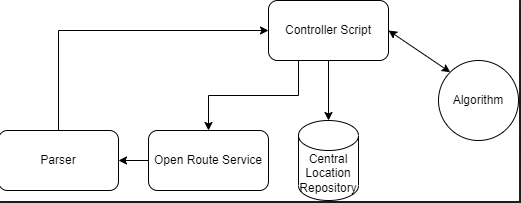 Controller Script
Algorithm
Parser
Open Route Service
Central
Location
Repository